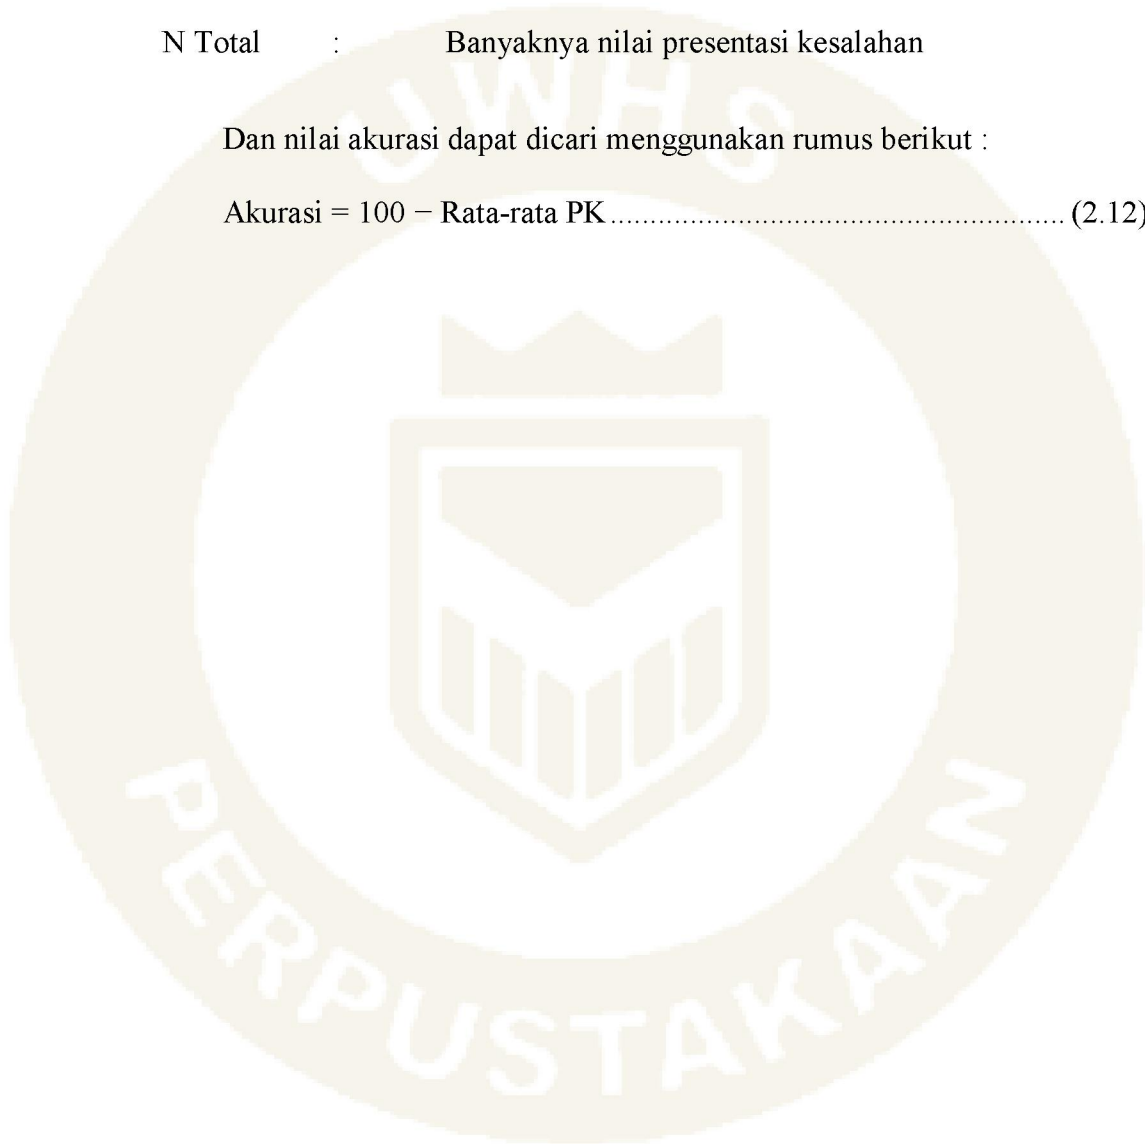 N Total : Banyaknya nilai presentasi kesalahan
Dan nilai akurasi dapat dicari menggunakan rumus berikut :
Akurasi = 100 − Rata-rata PK ........................................................ (2.12)
UWHS
PERPUSTAKAAN